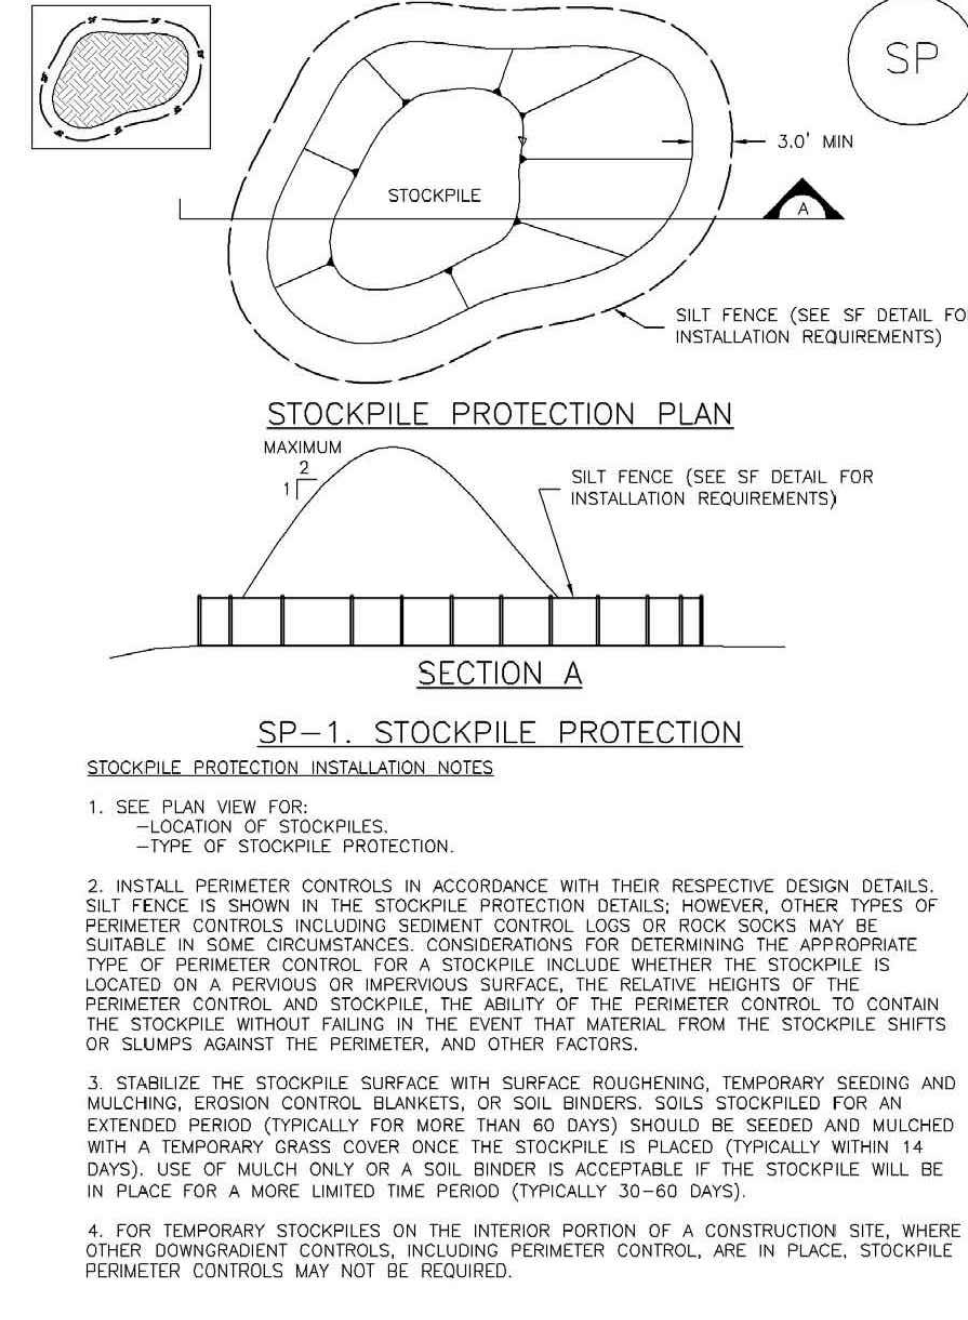 SF
SF
SF
SF
SF
SF
SF
SP
3.0' MIN
STOCKPILE
A
SILT FENCE (SEE SF DETAIL FO
INSTALLATION REQUIREMENTS)
STOCKPILE PROTECTION PLAN
MAXIMUM
2
1
SILT FENCE (SEE SF DETAIL FOR
INSTALLATION REQUIREMENTS)
SECTION A
SP-1. STOCKPILE PROTECTION
STOCKPILE PROTECTION INSTALLATION NOTES
1. SEE PLAN VIEW FOR:
-LOCATION OF STOCKPILES.
-TYPE OF STOCKPILE PROTECTION.
2. INSTALL PERIMETER CONTROLS IN ACCORDANCE WITH THEIR RESPECTIVE DESIGN DETAILS.
SILT FENCE IS SHOWN IN THE STOCKPILE PROTECTION DETAILS; HOWEVER, OTHER TYPES OF
PERIMETER CONTROLS INCLUDING SEDIMENT CONTROL LOGS OR ROCK SOCKS MAY BE
SUITABLE IN SOME CIRCUMSTANCES. CONSIDERATIONS FOR DETERMINING THE APPROPRIATE
TYPE OF PERIMETER CONTROL FOR A STOCKPILE INCLUDE WHETHER THE STOCKPILE IS
LOCATED ON A PERVIOUS OR IMPERVIOUS SURFACE, THE RELATIVE HEIGHTS OF THE
PERIMETER CONTROL AND STOCKPILE, THE ABILITY OF THE PERIMETER CONTROL TO CONTAIN
THE STOCKPILE WITHOUT FAILING IN THE EVENT THAT MATERIAL FROM THE STOCKPILE SHIFTS
OR SLUMPS AGAINST THE PERIMETER, AND OTHER FACTORS.
3. STABILIZE THE STOCKPILE SURFACE WITH SURFACE ROUGHENING, TEMPORARY SEEDING AND
MULCHING, EROSION CONTROL BLANKETS, OR SOIL BINDERS. SOILS STOCKPILED FOR AN
EXTENDED PERIOD (TYPICALLY FOR MORE THAN 60 DAYS) SHOULD BE SEEDED AND MULCHED
WITH A TEMPORARY GRASS COVER ONCE THE STOCKPILE IS PLACED (TYPICALLY WITHIN 14
DAYS). USE OF MULCH ONLY OR A SOIL BINDER IS ACCEPTABLE IF THE STOCKPILE WILL BE
IN PLACE FOR A MORE LIMITED TIME PERIOD (TYPICALLY 30-60 DAYS).
4. FOR TEMPORARY STOCKPILES ON THE INTERIOR PORTION OF A CONSTRUCTION SITE, WHERE
OTHER DOWNGRADIENT CONTROLS, INCLUDING PERIMETER CONTROL, ARE IN PLACE, STOCKPILE
PERIMETER CONTROLS MAY NOT BE REQUIRED.